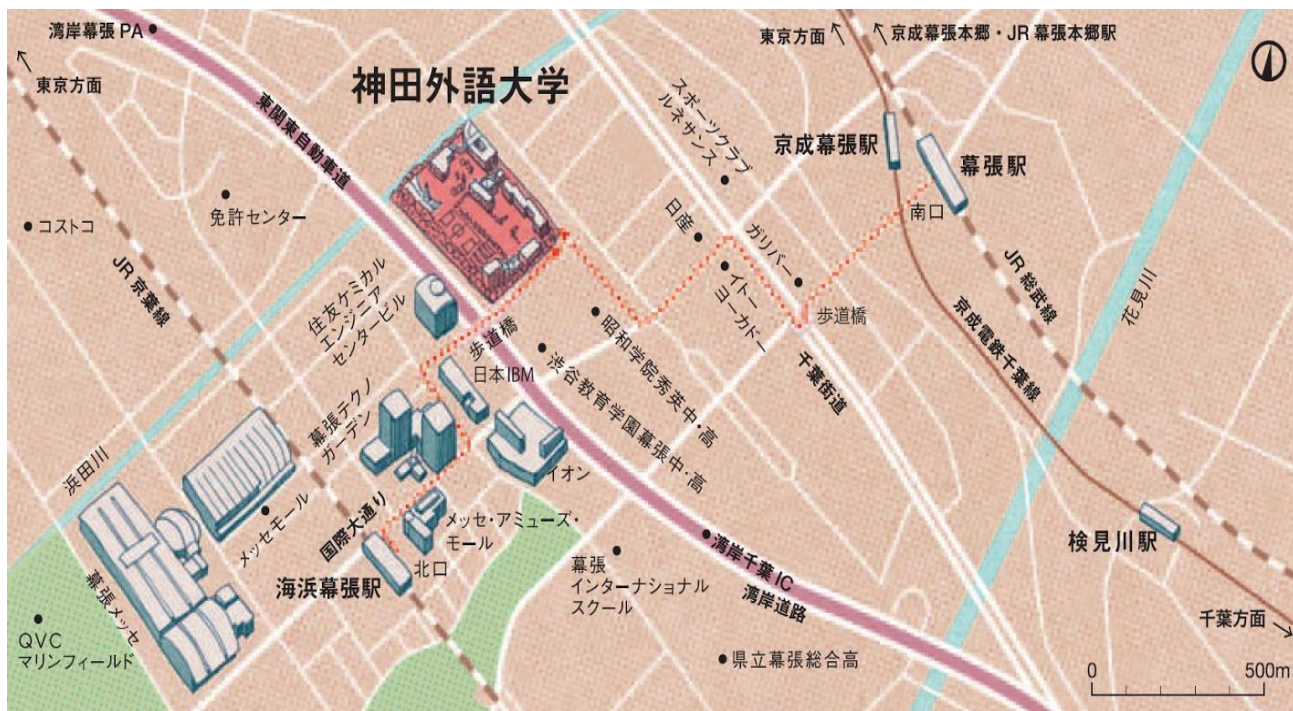 湾岸幕張PA
東京方面
神田外語大学
東関東自動車道
東京方面
京成幕張本郷・JR幕張本郷駅
スポーツクラブ
ルネサンス
京成幕張駅
幕張駅
南口
コストコ
免許センター
JR京葉線
日産
ガリバー
イトー
ヨーカドー
歩道橋
千葉街道
JR総武線
京成電鉄千葉線
花見川
住友ケミカル
エンジニア
センタービル
歩道橋
日本IBM
昭和学院秀英中・高
渋谷教育学園幕張中・高
幕張テクノ
ガーデン
イオン
浜田川
メッセモール
国際大通り
メッセ・アミューズ・
モール
北口
海浜幕張駅
幕張メッセ
QVC
マリンフィールド
幕張
インターナショナル
スクール
湾岸千葉IC
湾岸道路
県立幕張総合高
検見川駅
千葉方面
0
500m